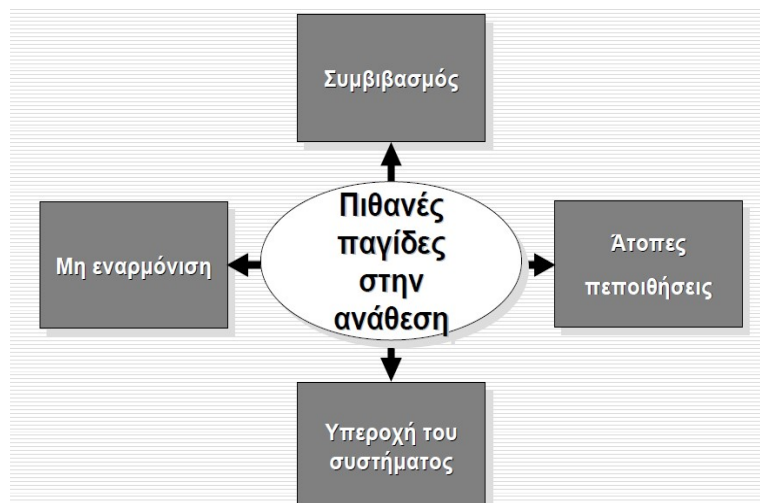 Συμβιβασμός
Μη εναρμόνιση
Πιθανές
παγίδες
στην
ανάθεση
Άτοπες
πεποιθήσεις
Υπεροχή του
συστήματος